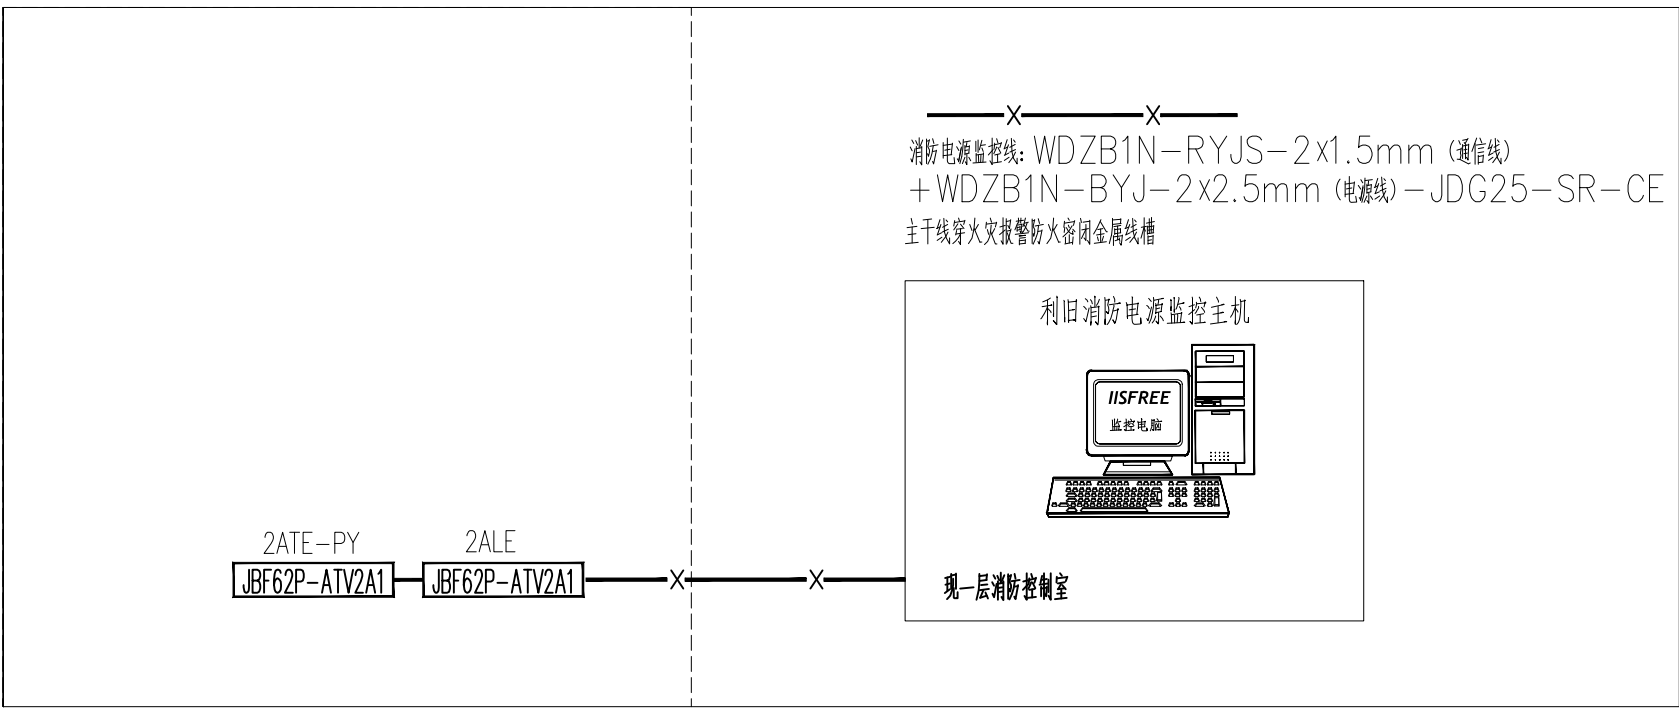 消防电源监控线: WDZB1N-RYJS-2X1.5mm (通信线)
+WDZB1N-BYJ-2X2.5mm (电源线)-JDG25-SR-CE
主干线穿火灾报警防火密闭金属线槽
利旧消防电源监控主机
IISFREE
监控电脑
2ATE-PY
2ALE
JBF62P-ATV2A1
JBF62P-ATV2A1
现一层消防控制室